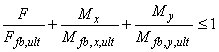 F/F_{fb,ult} + M_x/M_{fb,x,ult} + M_y/M_{fb,y,ult} ≤ 1